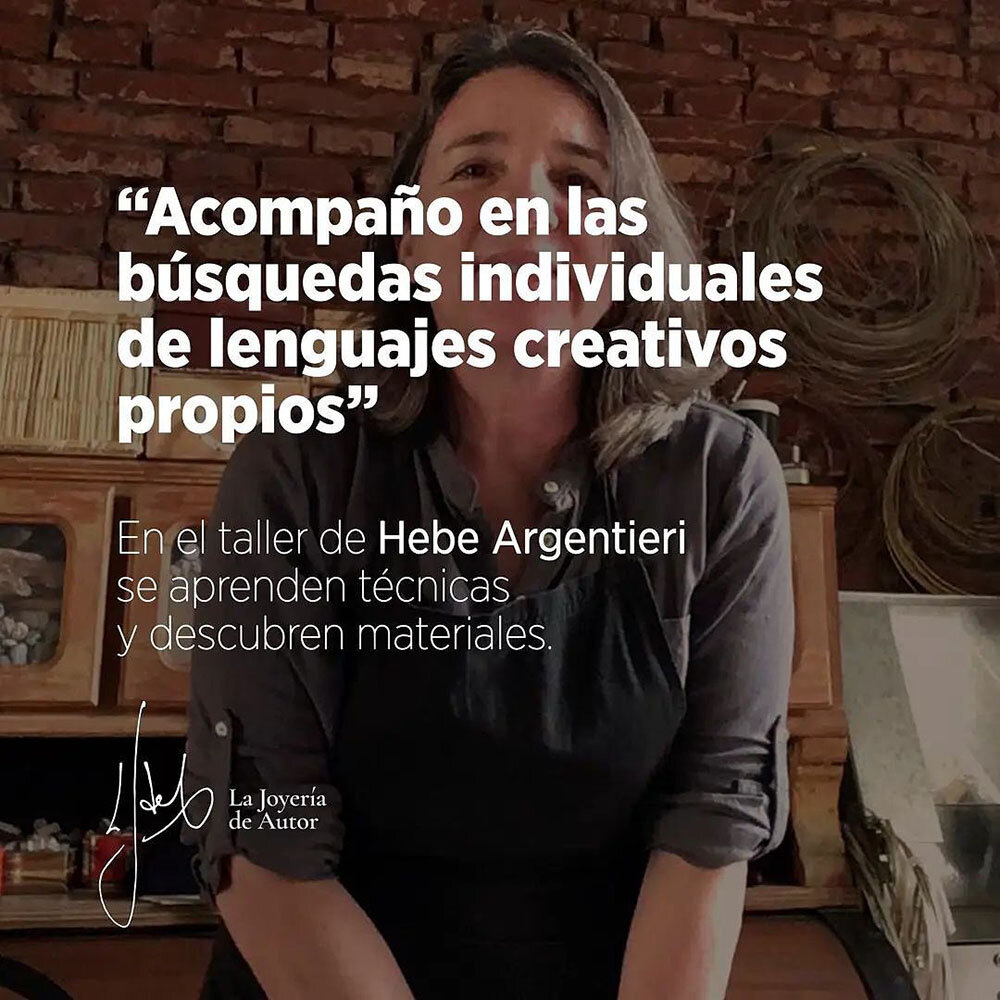 “Acompaño en las
búsquedas individuales
de lenguajes creativos
propios”
En el taller de Hebe Argentieri
se aprenden técnicas
y descubren materiales.
La Joyería
de Autor